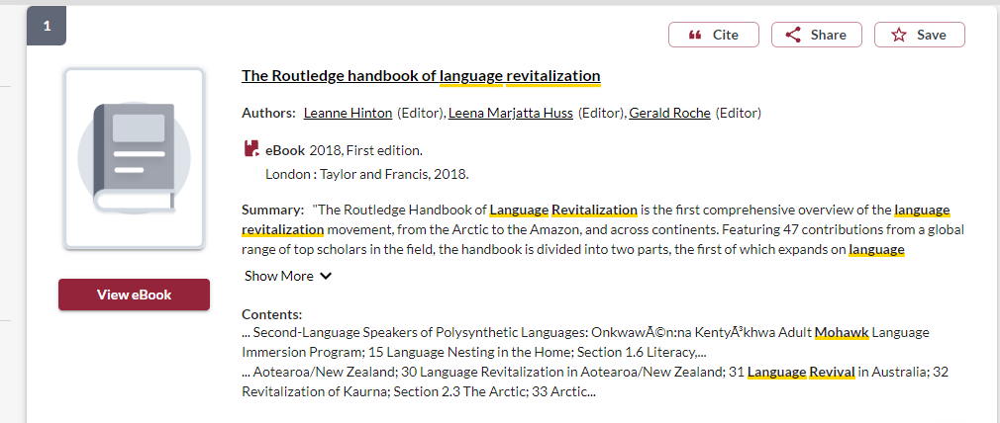 1
Cite Share Save
The Routledge handbook of language revitalization
Authors: Leanne Hinton (Editor), Leena Marjatta Huss (Editor), Gerald Roche (Editor)
eBook 2018, First edition.
London : Taylor and Francis, 2018.
Summary: "The Routledge Handbook of Language Revitalization is the first comprehensive overview of the language
revitalization movement, from the Arctic to the Amazon, and across continents. Featuring 47 contributions from a global
range of top scholars in the field, the handbook is divided into two parts, the first of which expands on language
Show More
View eBook
Contents:
... Second-Language Speakers of Polysynthetic Languages: OnkwawÃ©n:na KentyÃ³khwa Adult Mohawk Language
Immersion Program; 15 Language Nesting in the Home; Section 1.6 Literacy,...
... Aotearoa/New Zealand; 30 Language Revitalization in Aotearoa/New Zealand; 31 Language Revival in Australia; 32
Revitalization of Kaurna; Section 2.3 The Arctic; 33 Arctic...